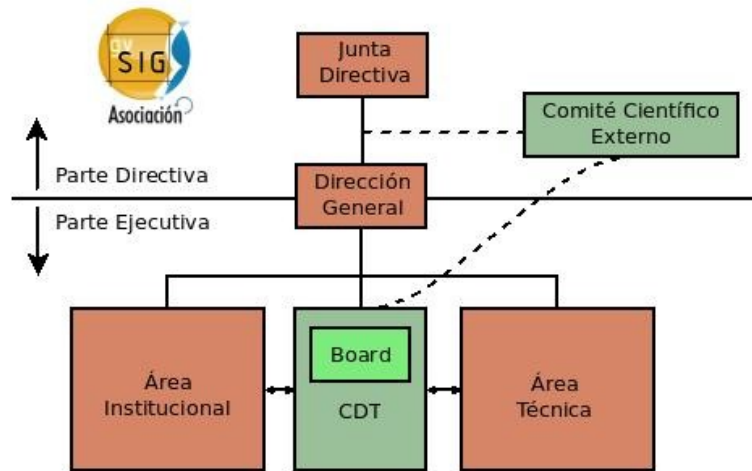 gv
SIG
Asociación
Junta
Directiva
Comité Científico
Externo
Parte Directiva
Dirección
General
Parte Ejecutiva
Área
Institucional
Board
CDT
Área
Técnica